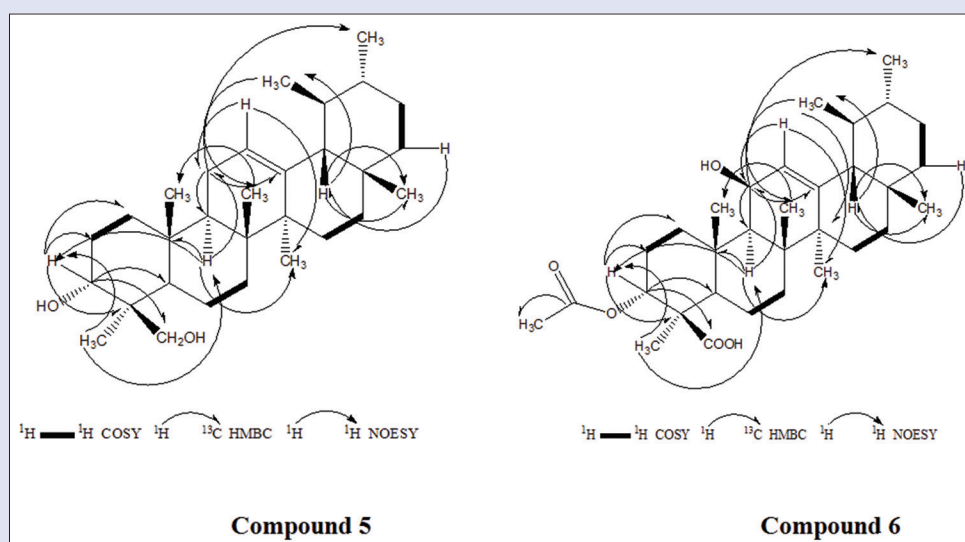 CH₃
H₃C
H
H
CH₃
CH₃
H
CH₃
H
CH₃
H
HO
H₃C
CH₂OH
¹H ¹H COSY ¹H ¹³C HMBC ¹H ¹H NOESY
Compound 5
CH₃
H₃C
H
H
HO
CH₃
CH₃
H
CH₃
H
CH₃
H
O
H₃C
O
H₃C
COOH
¹H ¹H COSY ¹H ¹³C HMBC ¹H ¹H NOESY
Compound 6